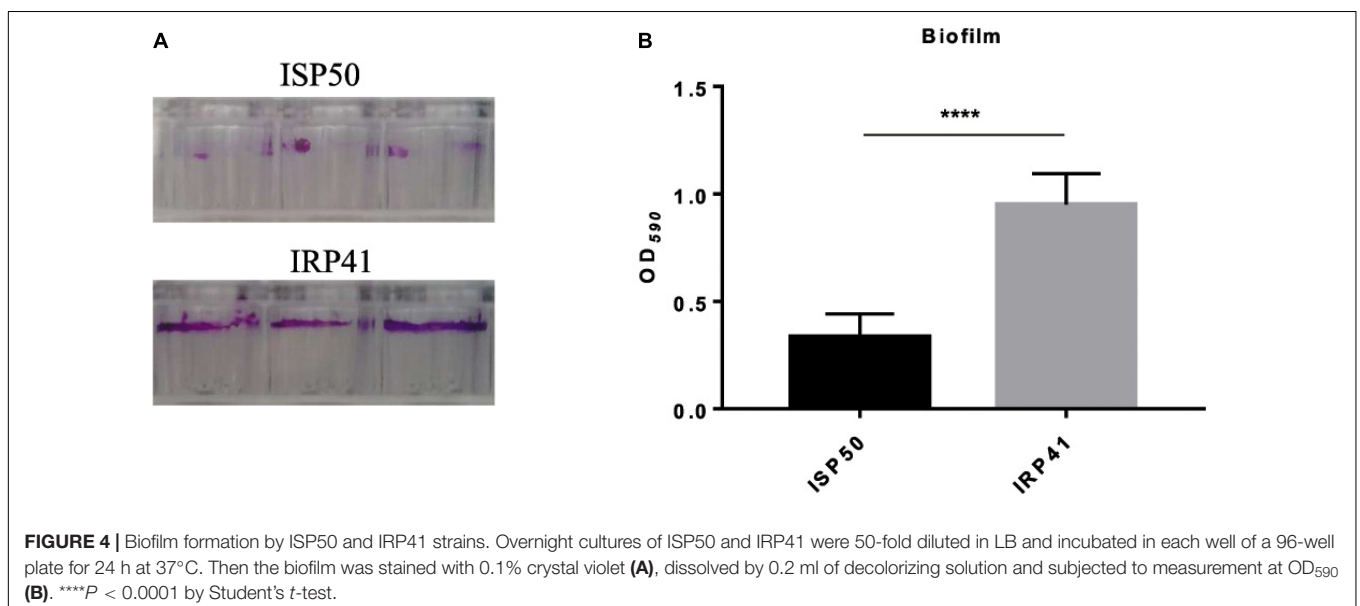 A
ISP50
IRP41
B
Biofilm
1.5
1.0
0.5
0.0
OD590
****
ISP50
IRP41
FIGURE 4 | Biofilm formation by ISP50 and IRP41 strains. Overnight cultures of ISP50 and IRP41 were 50-fold diluted in LB and incubated in each well of a 96-well
plate for 24 h at 37°C. Then the biofilm was stained with 0.1% crystal violet (A), dissolved by 0.2 ml of decolorizing solution and subjected to measurement at OD590
(B). ****P < 0.0001 by Student's t-test.